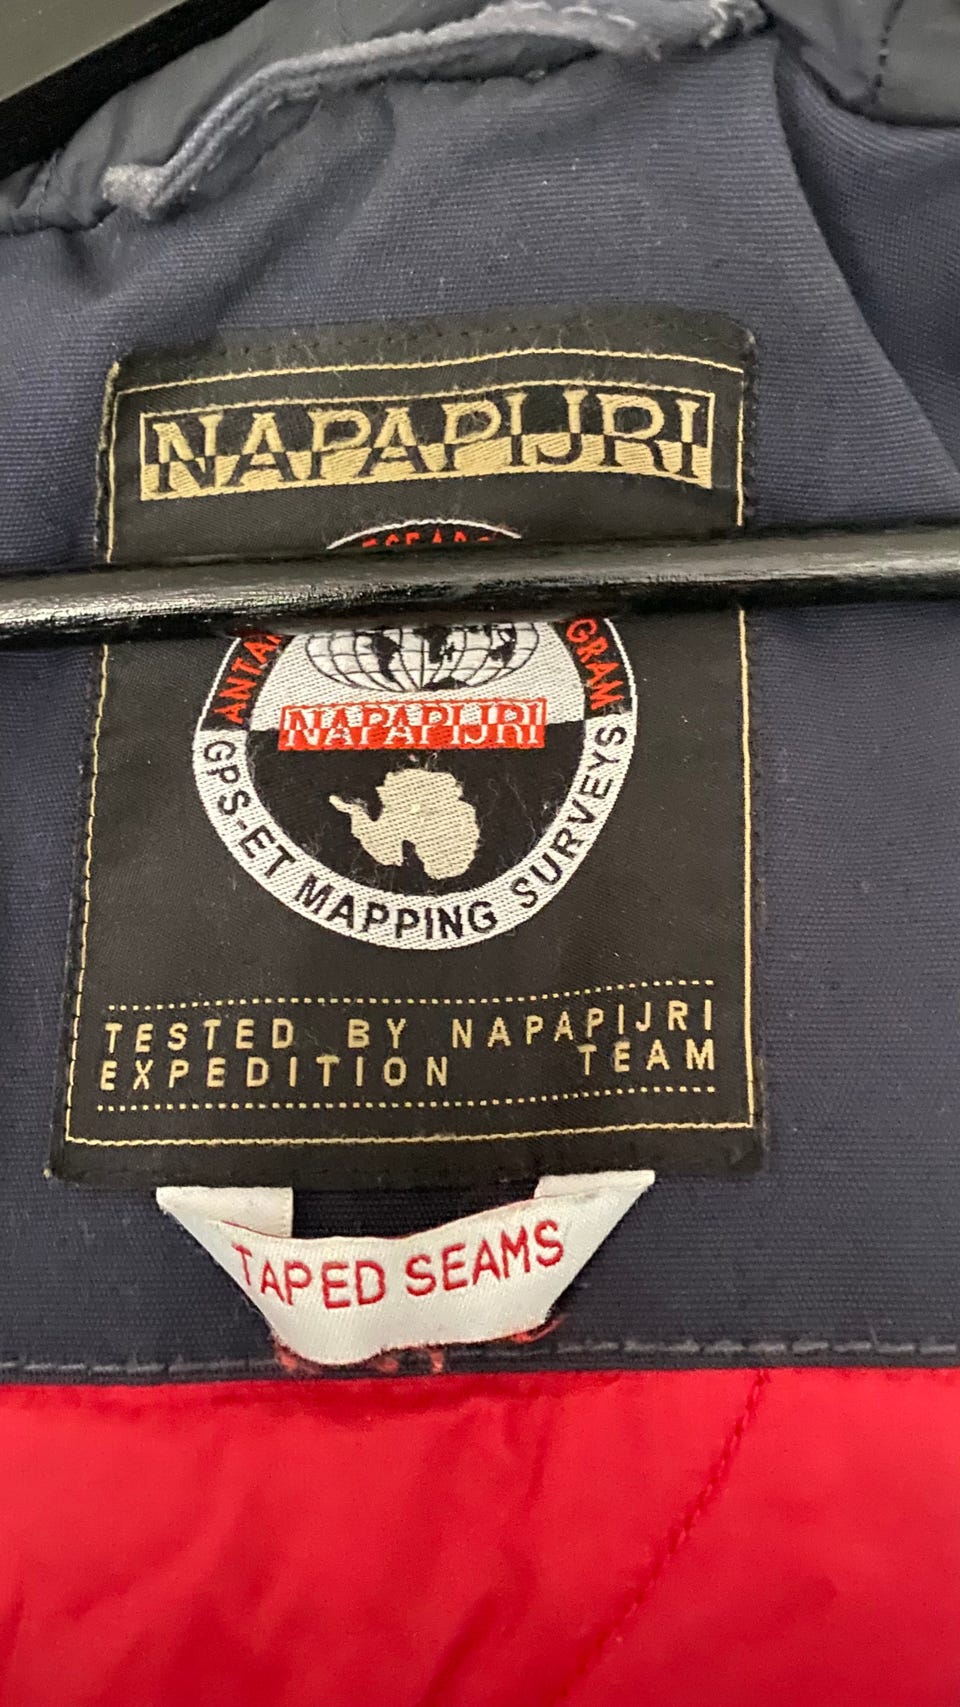 NAPAPIJRI
NAPAPIJRI
GPS-ET MAPPING SURVEYS
TESTED BY NAPAPIJRI
EXPEDITION TEAM
TAPED SEAMS